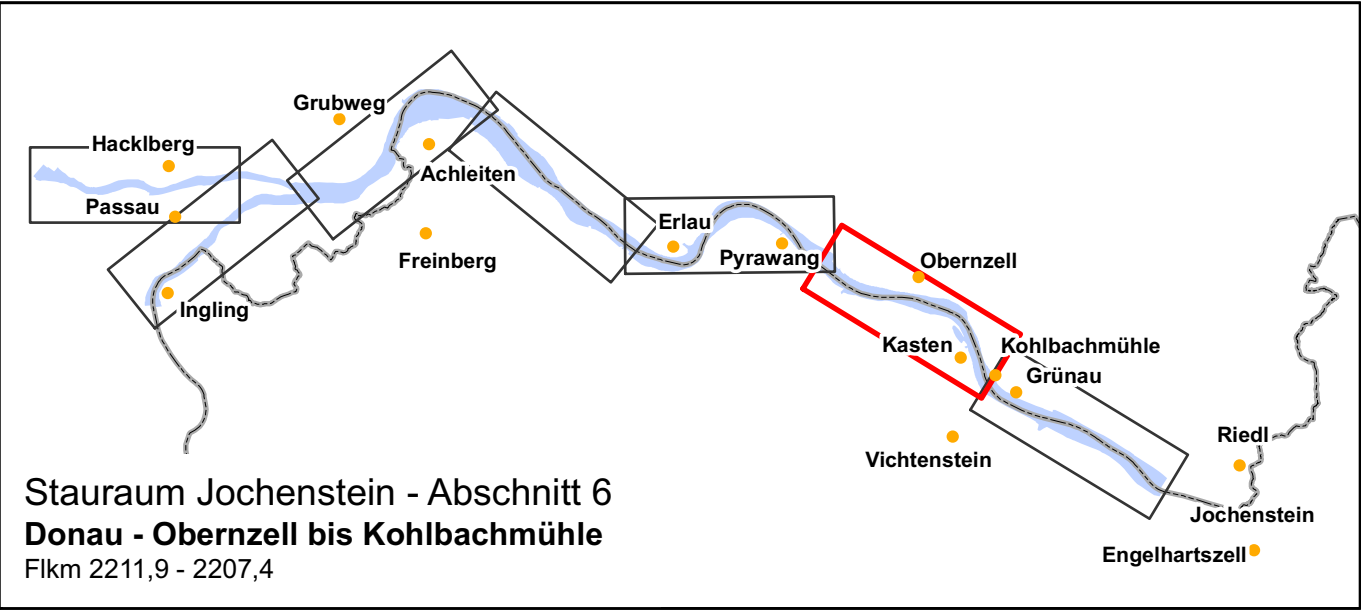 Grubweg
Hacklberg
Achleiten
Passau
Erlau
Freinberg
Pyrawang
Obernzell
Ingling
Kasten
Kohlbachmühle
Grünau
Vichtenstein
Riedl
Jochenstein
Engelhartszell
Stauraum Jochenstein - Abschnitt 6
Donau - Obernzell bis Kohlbachmühle
Flkm 2211,9 - 2207,4